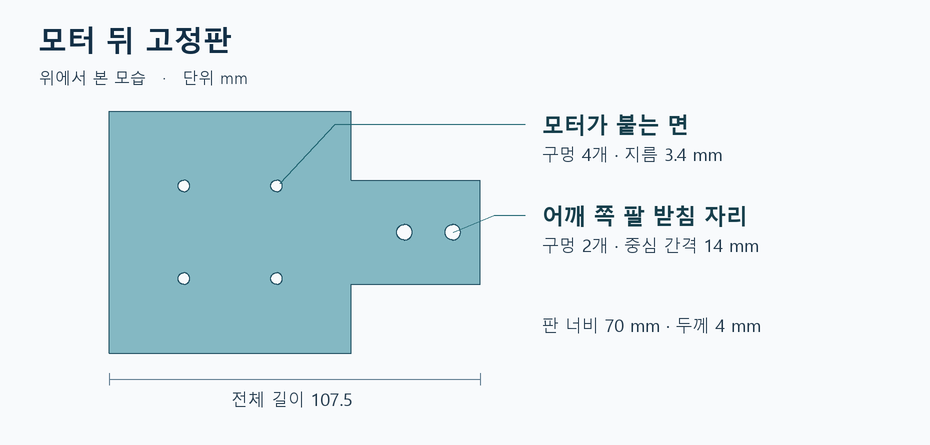 모터 뒤 고정판
위에서 본 모습 · 단위 mm
모터가 붙는 면
구멍 4개 · 지름 3.4 mm
어깨 쪽 팔 받침 자리
구멍 2개 · 중심 간격 14 mm
판 너비 70 mm · 두께 4 mm
전체 길이 107.5